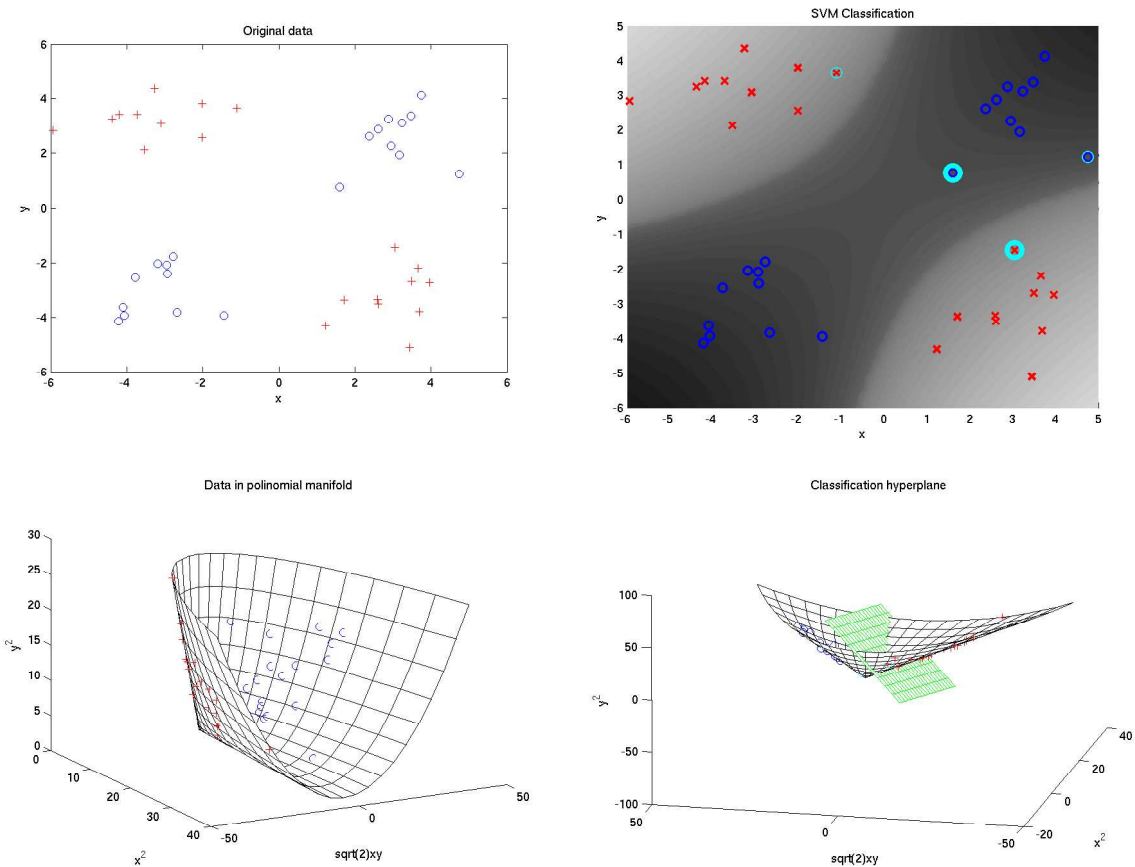 Original data
6
4
2
0
-2
-4
-6
y
-6 -4 -2 0 2 4 6
x
SVM Classification
5
4
3
2
1
0
-1
-2
-3
-4
-5
-6
y
-6 -5 -4 -3 -2 -1 0 1 2 3 4 5
x
Data in polinomial manifold
30
25
20
15
10
5
0
y^2
0
10
20
30
40
x^2
-50
0
50
sqrt(2)xy
Classification hyperplane
100
50
0
-50
-100
y^2
50
0
-50
sqrt(2)xy
-20
0
20
40
x^2